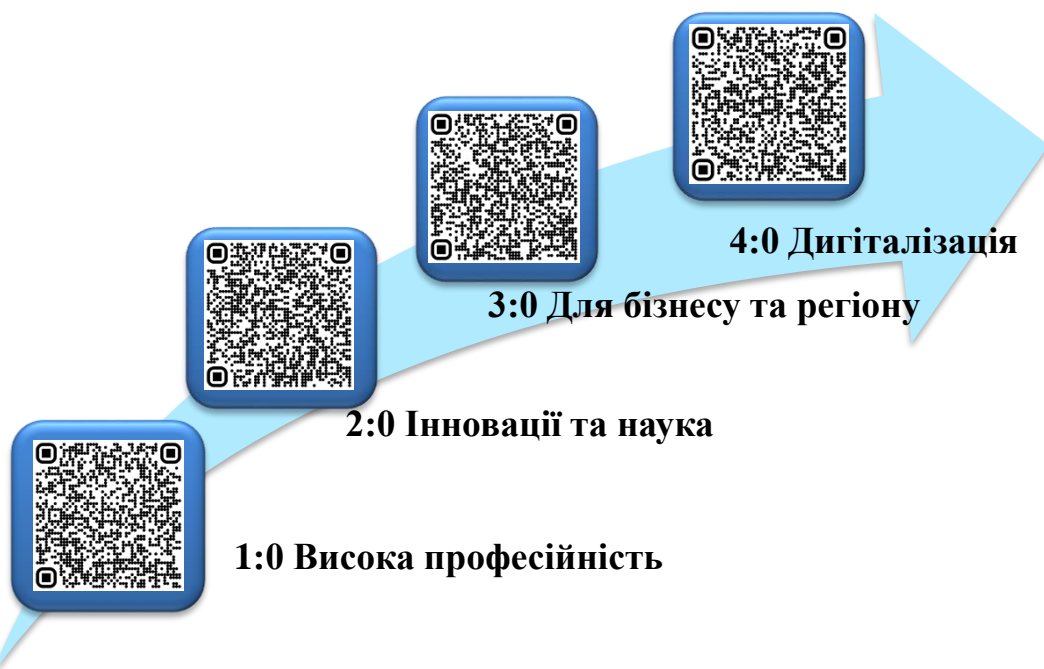 4:0 Дигіталізація
3:0 Для бізнесу та регіону
2:0 Інновації та наука
1:0 Висока професійність